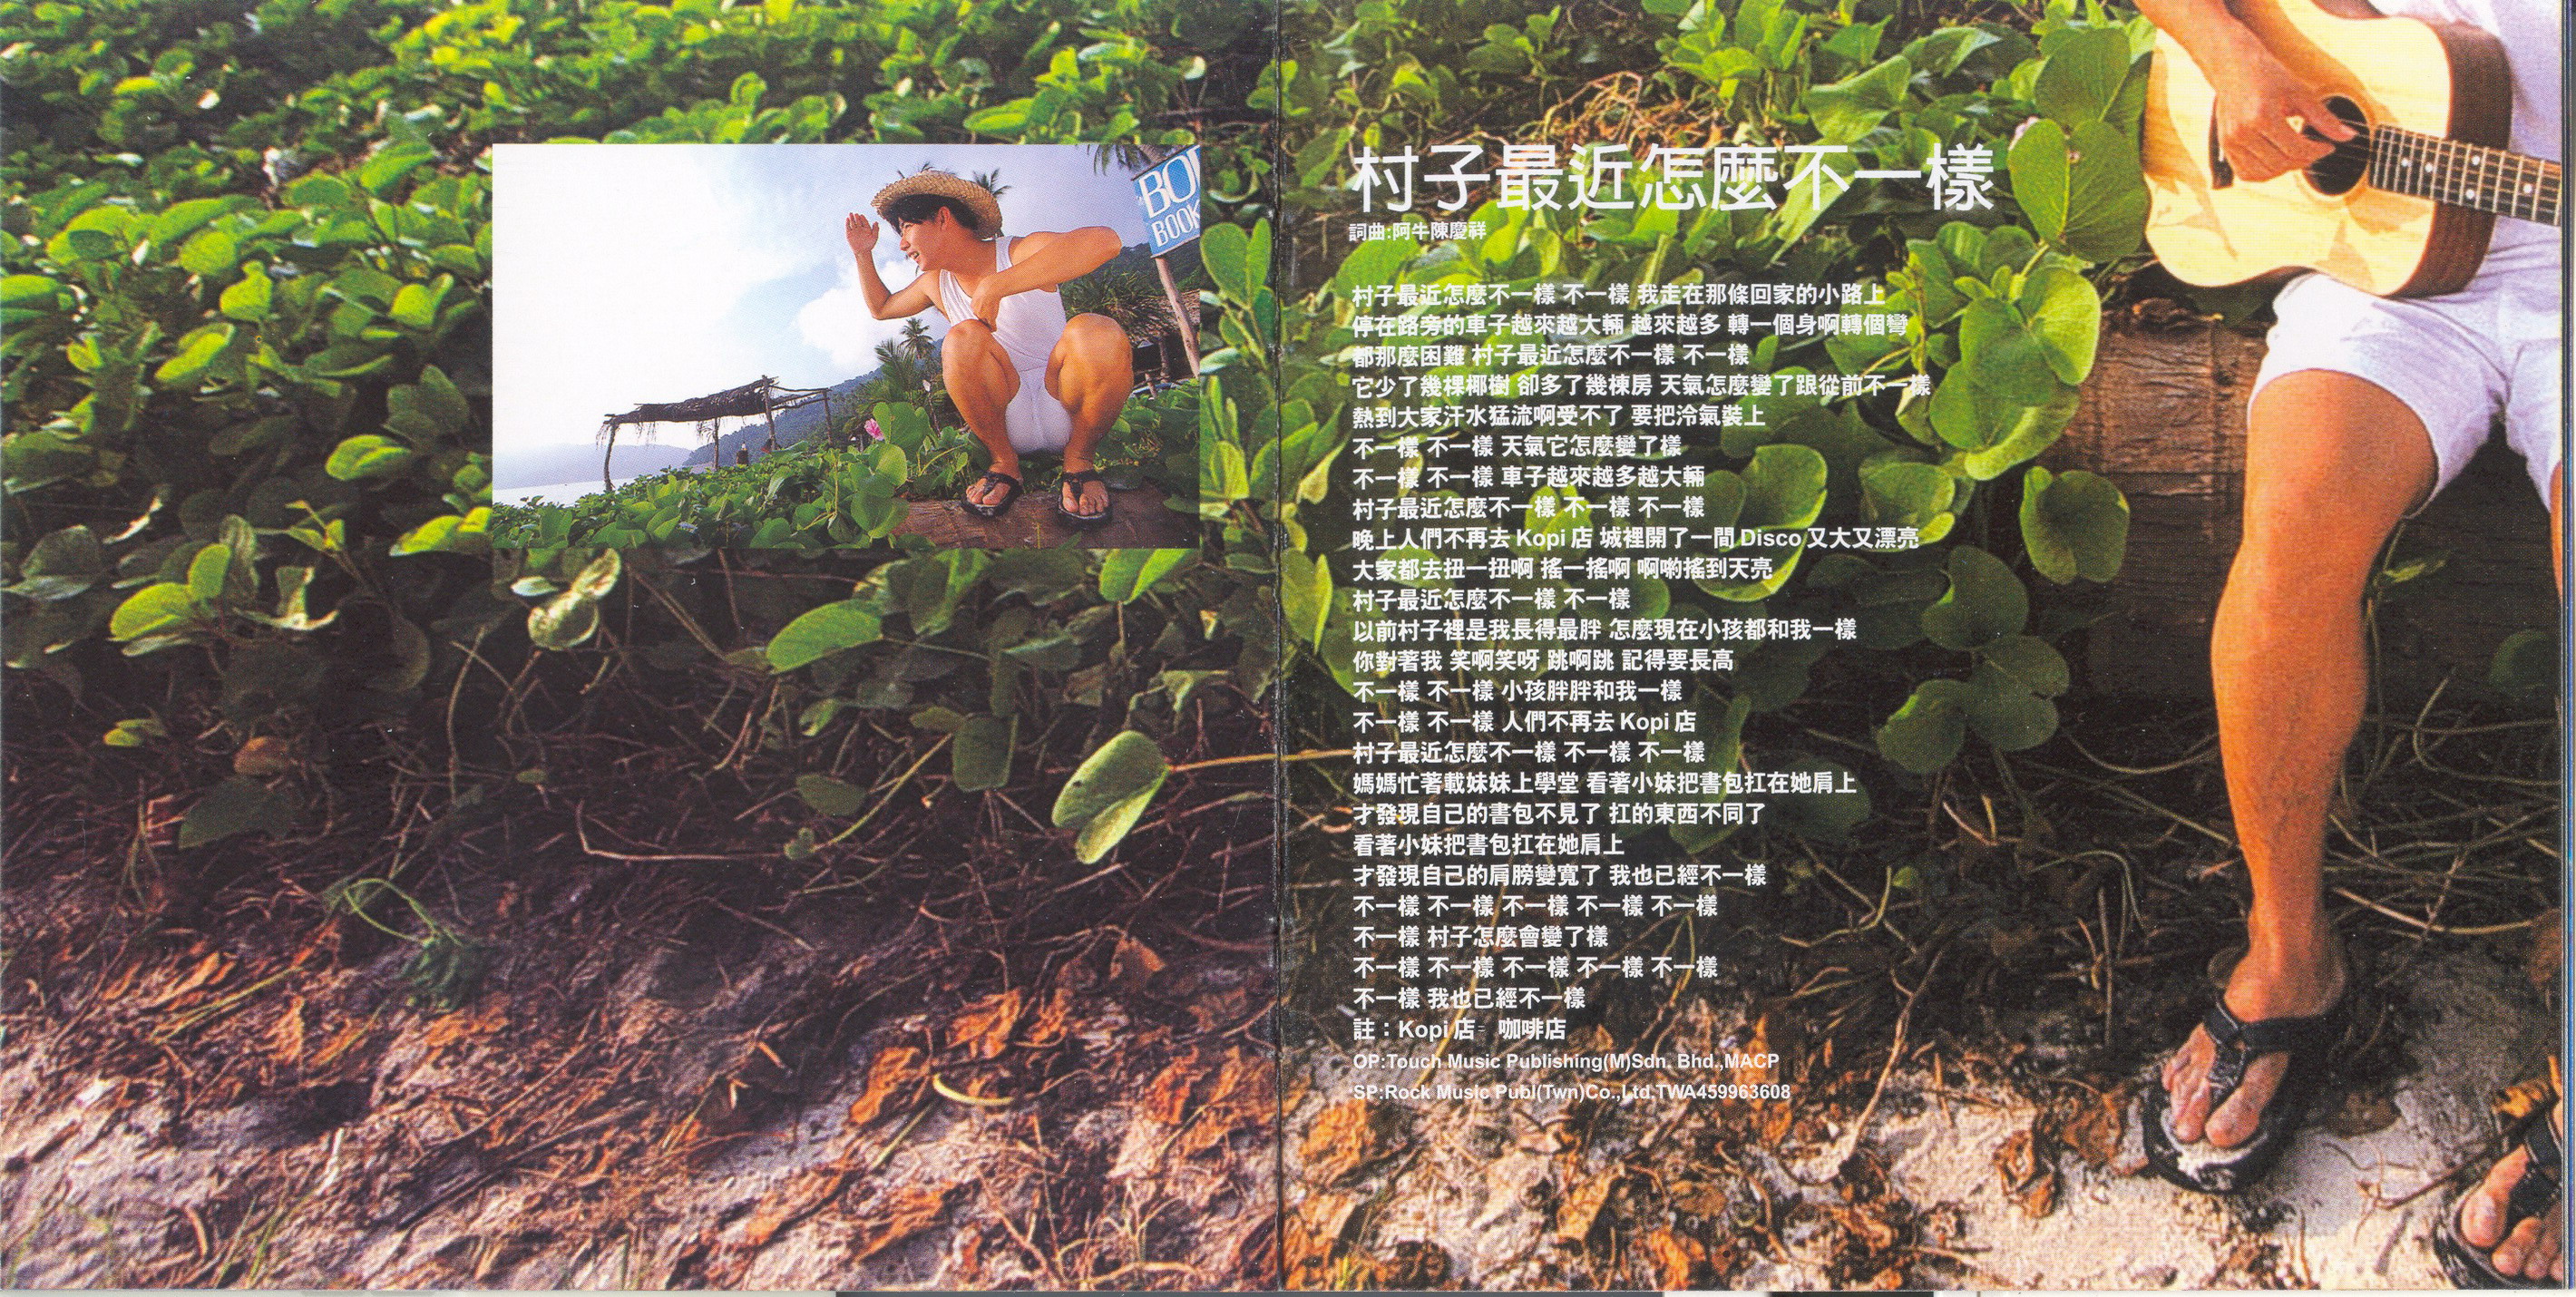 BO
BOOK
村子最近怎麼不一樣
詞曲:阿牛陳慶祥
村子最近怎麼不一樣 不一樣 我走在那條回家的小路上
停在路旁的車子越來越大輛 越來越多 轉一個身啊轉個彎
都那麼困難 村子最近怎麼不一樣 不一樣
它少了幾棵椰樹 卻多了幾棟房 天氣怎麼變了跟從前不一樣
熱到大家汗水猛流啊受不了 要把冷氣裝上
不一樣 不一樣 天氣它怎麼變了樣
不一樣 不一樣 車子越來越多越大輛
村子最近怎麼不一樣 不一樣 不一樣
晚上人們不再去Kopi店 城裡開了一間Disco又大又漂亮
大家都去扭一扭啊 搖一搖啊 啊喲搖到天亮
村子最近怎麼不一樣 不一樣
以前村子裡是我長得最胖 怎麼現在小孩都和我一樣
你對著我 笑啊笑呀 跳啊跳 記得要長高
不一樣 不一樣 小孩胖胖和我一樣
不一樣 不一樣 人們不再去Kopi店
村子最近怎麼不一樣 不一樣 不一樣
媽媽忙著載妹妹上學堂 看著小妹把書包扛在她肩上
才發現自己的書包不見了 扛的東西不同了
看著小妹把書包扛在她肩上
才發現自己的肩膀變寬了 我也已經不一樣
不一樣 不一樣 不一樣 不一樣 不一樣
不一樣 村子怎麼會變了樣
不一樣 不一樣 不一樣 不一樣 不一樣
不一樣 我也已經不一樣
註：Kopi店= 咖啡店
OP:Touch Music Publishing(M)Sdn. Bhd.,MACP
SP:Rock Music Publ(Twn)Co.,Ltd.TWA459963608